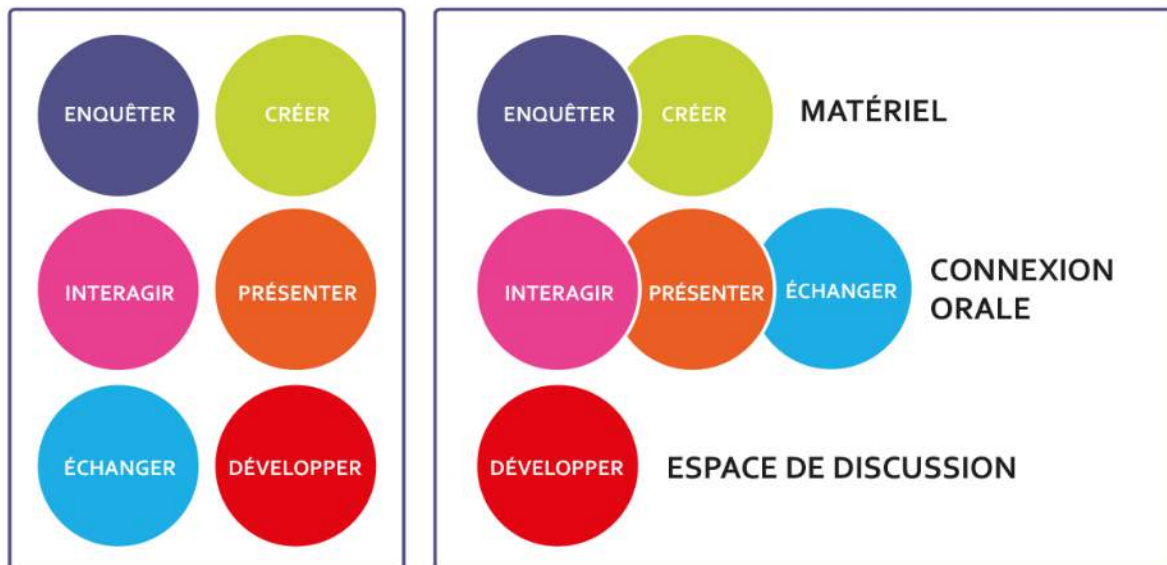 ENQUÊTER
CRÉER
INTERAGIR
PRÉSENTER
ÉCHANGER
DÉVELOPPER
ENQUÊTER
CRÉER
MATÉRIEL
INTERAGIR
PRÉSENTER
ÉCHANGER
CONNEXION
ORALE
DÉVELOPPER
ESPACE DE DISCUSSION